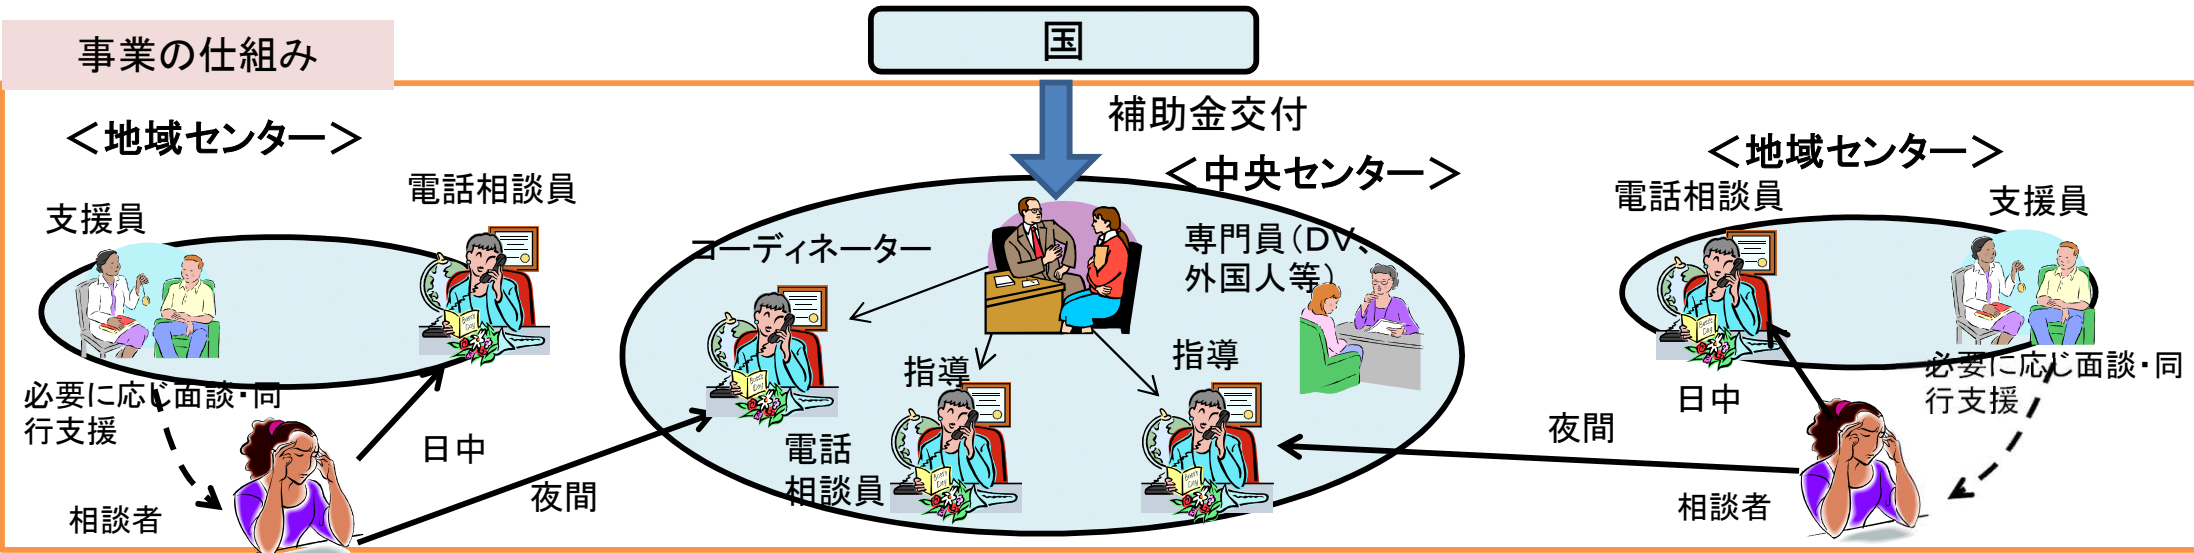 事業の仕組み
国
補助金交付
＜地域センター＞
支援員
電話相談員
必要に応じ面談・同
行支援
日中
夜間
相談者
＜中央センター＞
コーディネーター
専門員（ＤＶ、
外国人等）
指導
指導
電話
相談員
＜地域センター＞
電話相談員
支援員
必要に応じ面談・同
行支援
日中
夜間
相談者